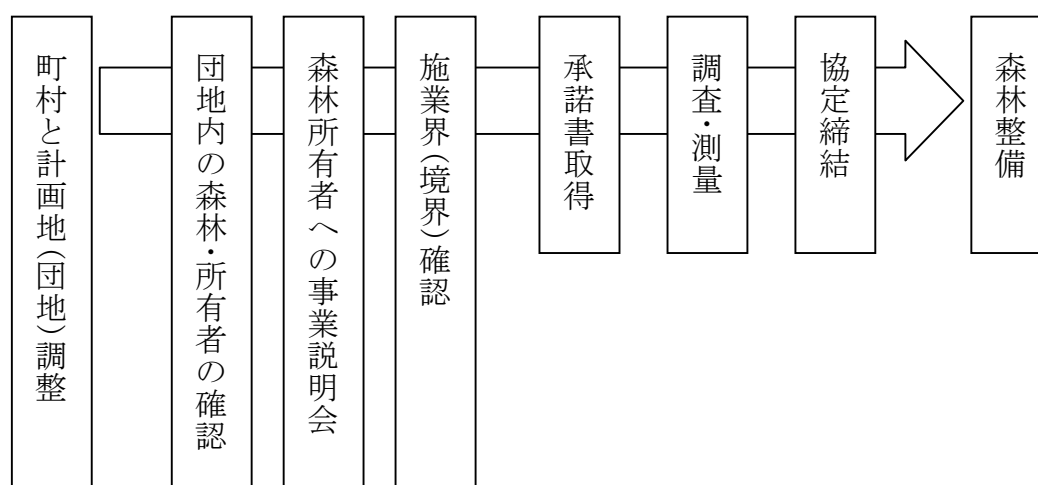 町村と計画地(団地)調整
団地内の森林・所有者の確認
森林所有者への事業説明会
施業界(境界)確認
承諾書取得
調査・測量
協定締結
森林整備